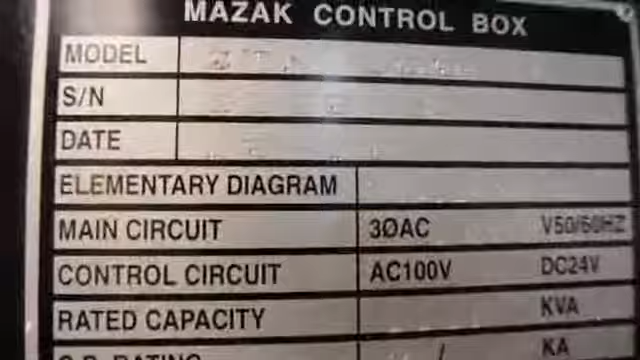 MAZAK CONTROL BOX
MODEL
S/N
DATE
ELEMENTARY DIAGRAM
MAIN CIRCUIT 3ØAC V50/60HZ
CONTROL CIRCUIT AC100V DC24V
RATED CAPACITY KVA
/ KA